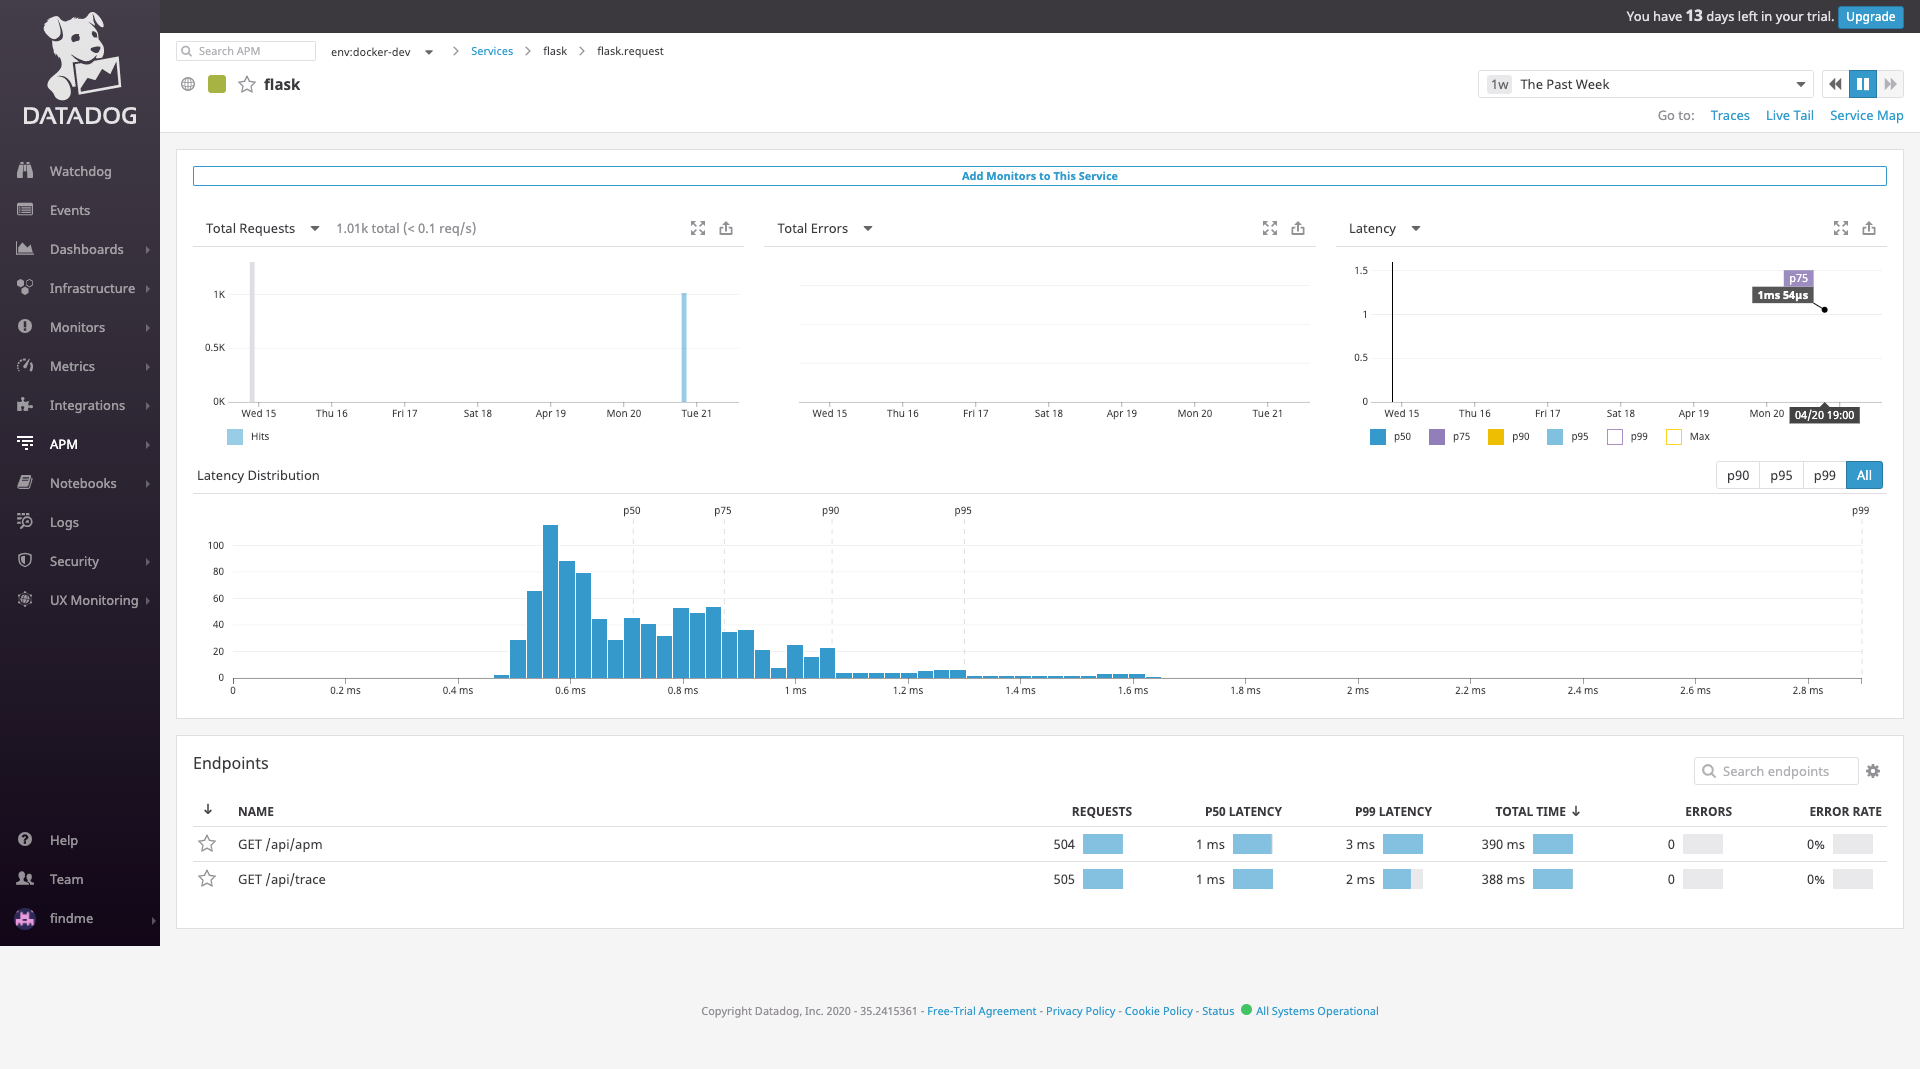 You have 13 days left in your trial. Upgrade
DATADOG
Search APM env:docker-dev Services flask flask.request
flask
1w The Past Week
Go to: Traces Live Tail Service Map
Watchdog
Events
Dashboards
Infrastructure
Monitors
Metrics
Integrations
APM
Notebooks
Logs
Security
UX Monitoring
Help
Team
findme
Add Monitors to This Service
Total Requests 1.01k total (< 0.1 req/s)
1K
0.5K
0K
Wed 15 Thu 16 Fri 17 Sat 18 Apr 19 Mon 20 Tue 21
Hits
Total Errors
Wed 15 Thu 16 Fri 17 Sat 18 Apr 19 Mon 20 Tue 21
Latency
1.5
p75
1ms 54µs
1
0.5
0
Wed 15 Thu 16 Fri 17 Sat 18 Apr 19 Mon 20 04/20 19:00
p50 p75 p90 p95 p99 Max
Latency Distribution
p90 p95 p99 All
p50 p75 p90 p95 p99
100
80
60
40
20
0
0 0.2 ms 0.4 ms 0.6 ms 0.8 ms 1 ms 1.2 ms 1.4 ms 1.6 ms 1.8 ms 2 ms 2.2 ms 2.4 ms 2.6 ms 2.8 ms
Endpoints
Search endpoints
NAME REQUESTS P50 LATENCY P99 LATENCY TOTAL TIME ERRORS ERROR RATE
GET /api/apm 504 1 ms 3 ms 390 ms 0 0%
GET /api/trace 505 1 ms 2 ms 388 ms 0 0%
Copyright Datadog, Inc. 2020 - 35.2415361 - Free-Trial Agreement - Privacy Policy - Cookie Policy - Status All Systems Operational